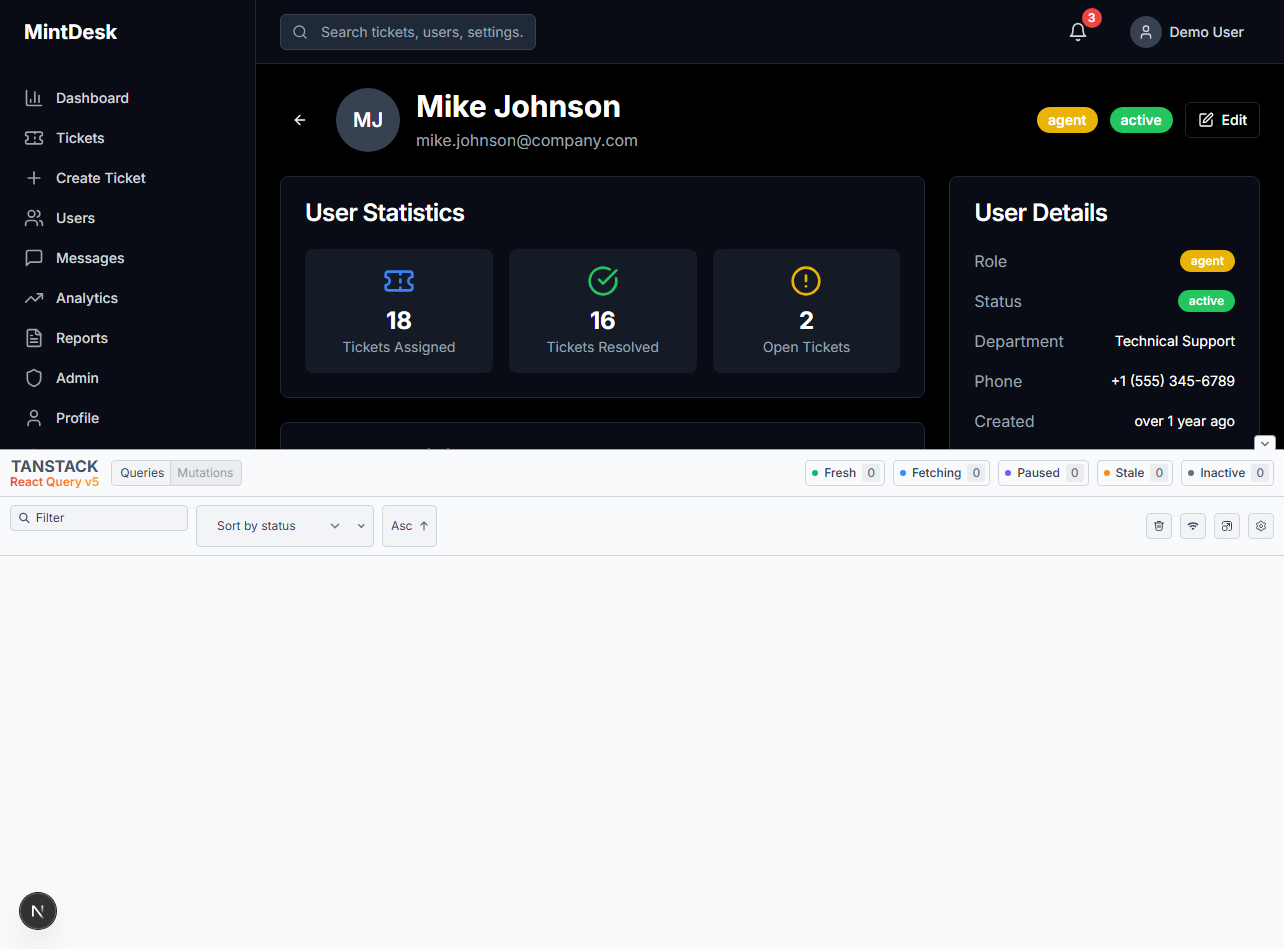 MintDesk
Search tickets, users, settings.
3
Demo User
Dashboard
Tickets
Create Ticket
Users
Messages
Analytics
Reports
Admin
Profile
MJ
Mike Johnson
mike.johnson@company.com
agent
active
Edit
User Statistics
18
Tickets Assigned
16
Tickets Resolved
2
Open Tickets
User Details
Role
agent
Status
active
Department
Technical Support
Phone
+1 (555) 345-6789
Created
over 1 year ago
TANSTACK
React Query v5
Queries
Mutations
Fresh 0
Fetching 0
Paused 0
Stale 0
Inactive 0
Filter
Sort by status
Asc
N